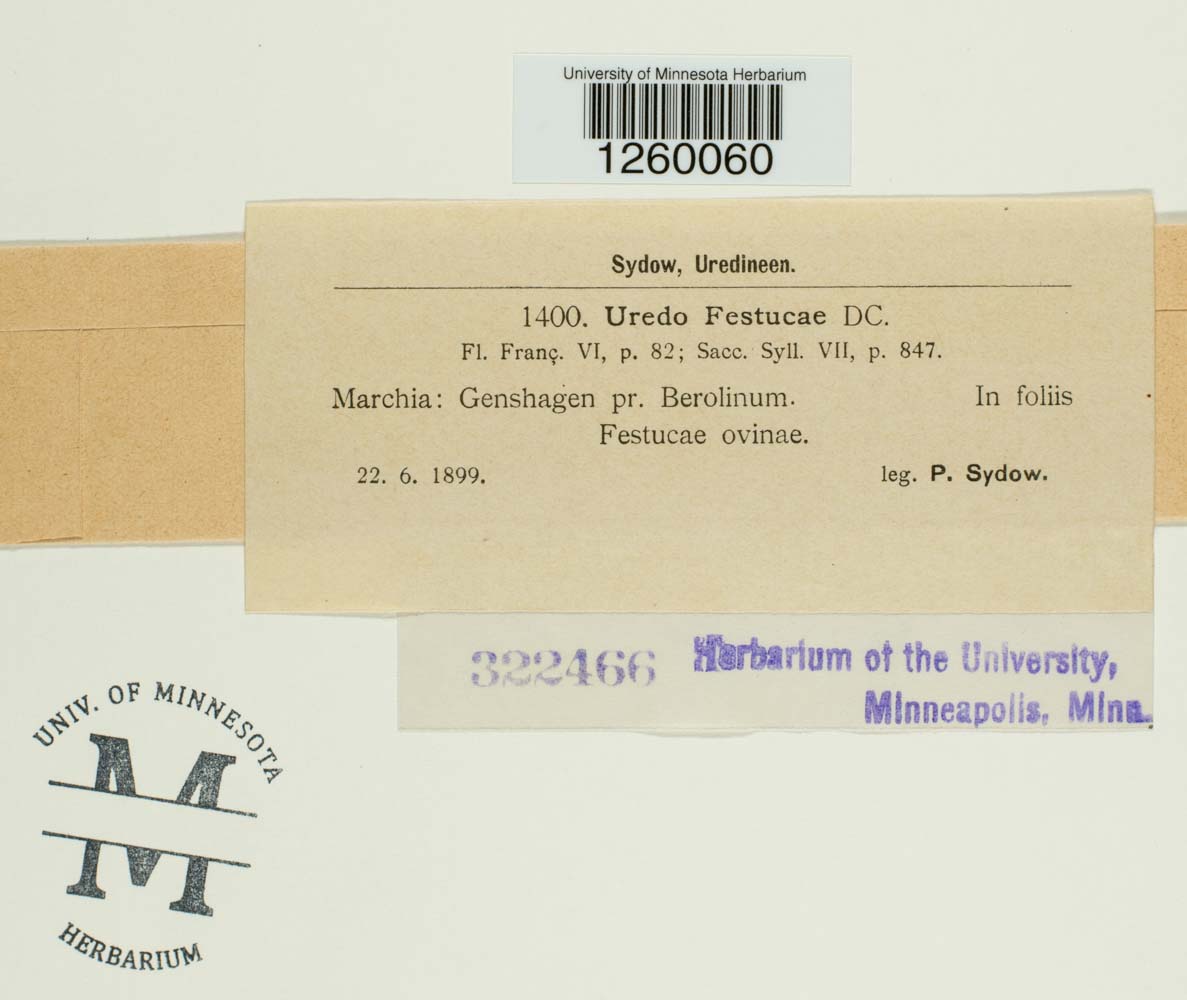 University of Minnesota Herbarium
1260060
Sydow, Uredineen.
1400. Uredo Festucae DC.
Fl. Franç. VI, p. 82; Sacc. Syll. VII, p. 847.
Marchia: Genshagen pr. Berolinum. In foliis
Festucae ovinae.
22. 6. 1899. leg. P. Sydow.
322466 Herbarium of the University,
Minneapolis, Minn.
UNIV. OF MINNESOTA
M
HERBARIUM